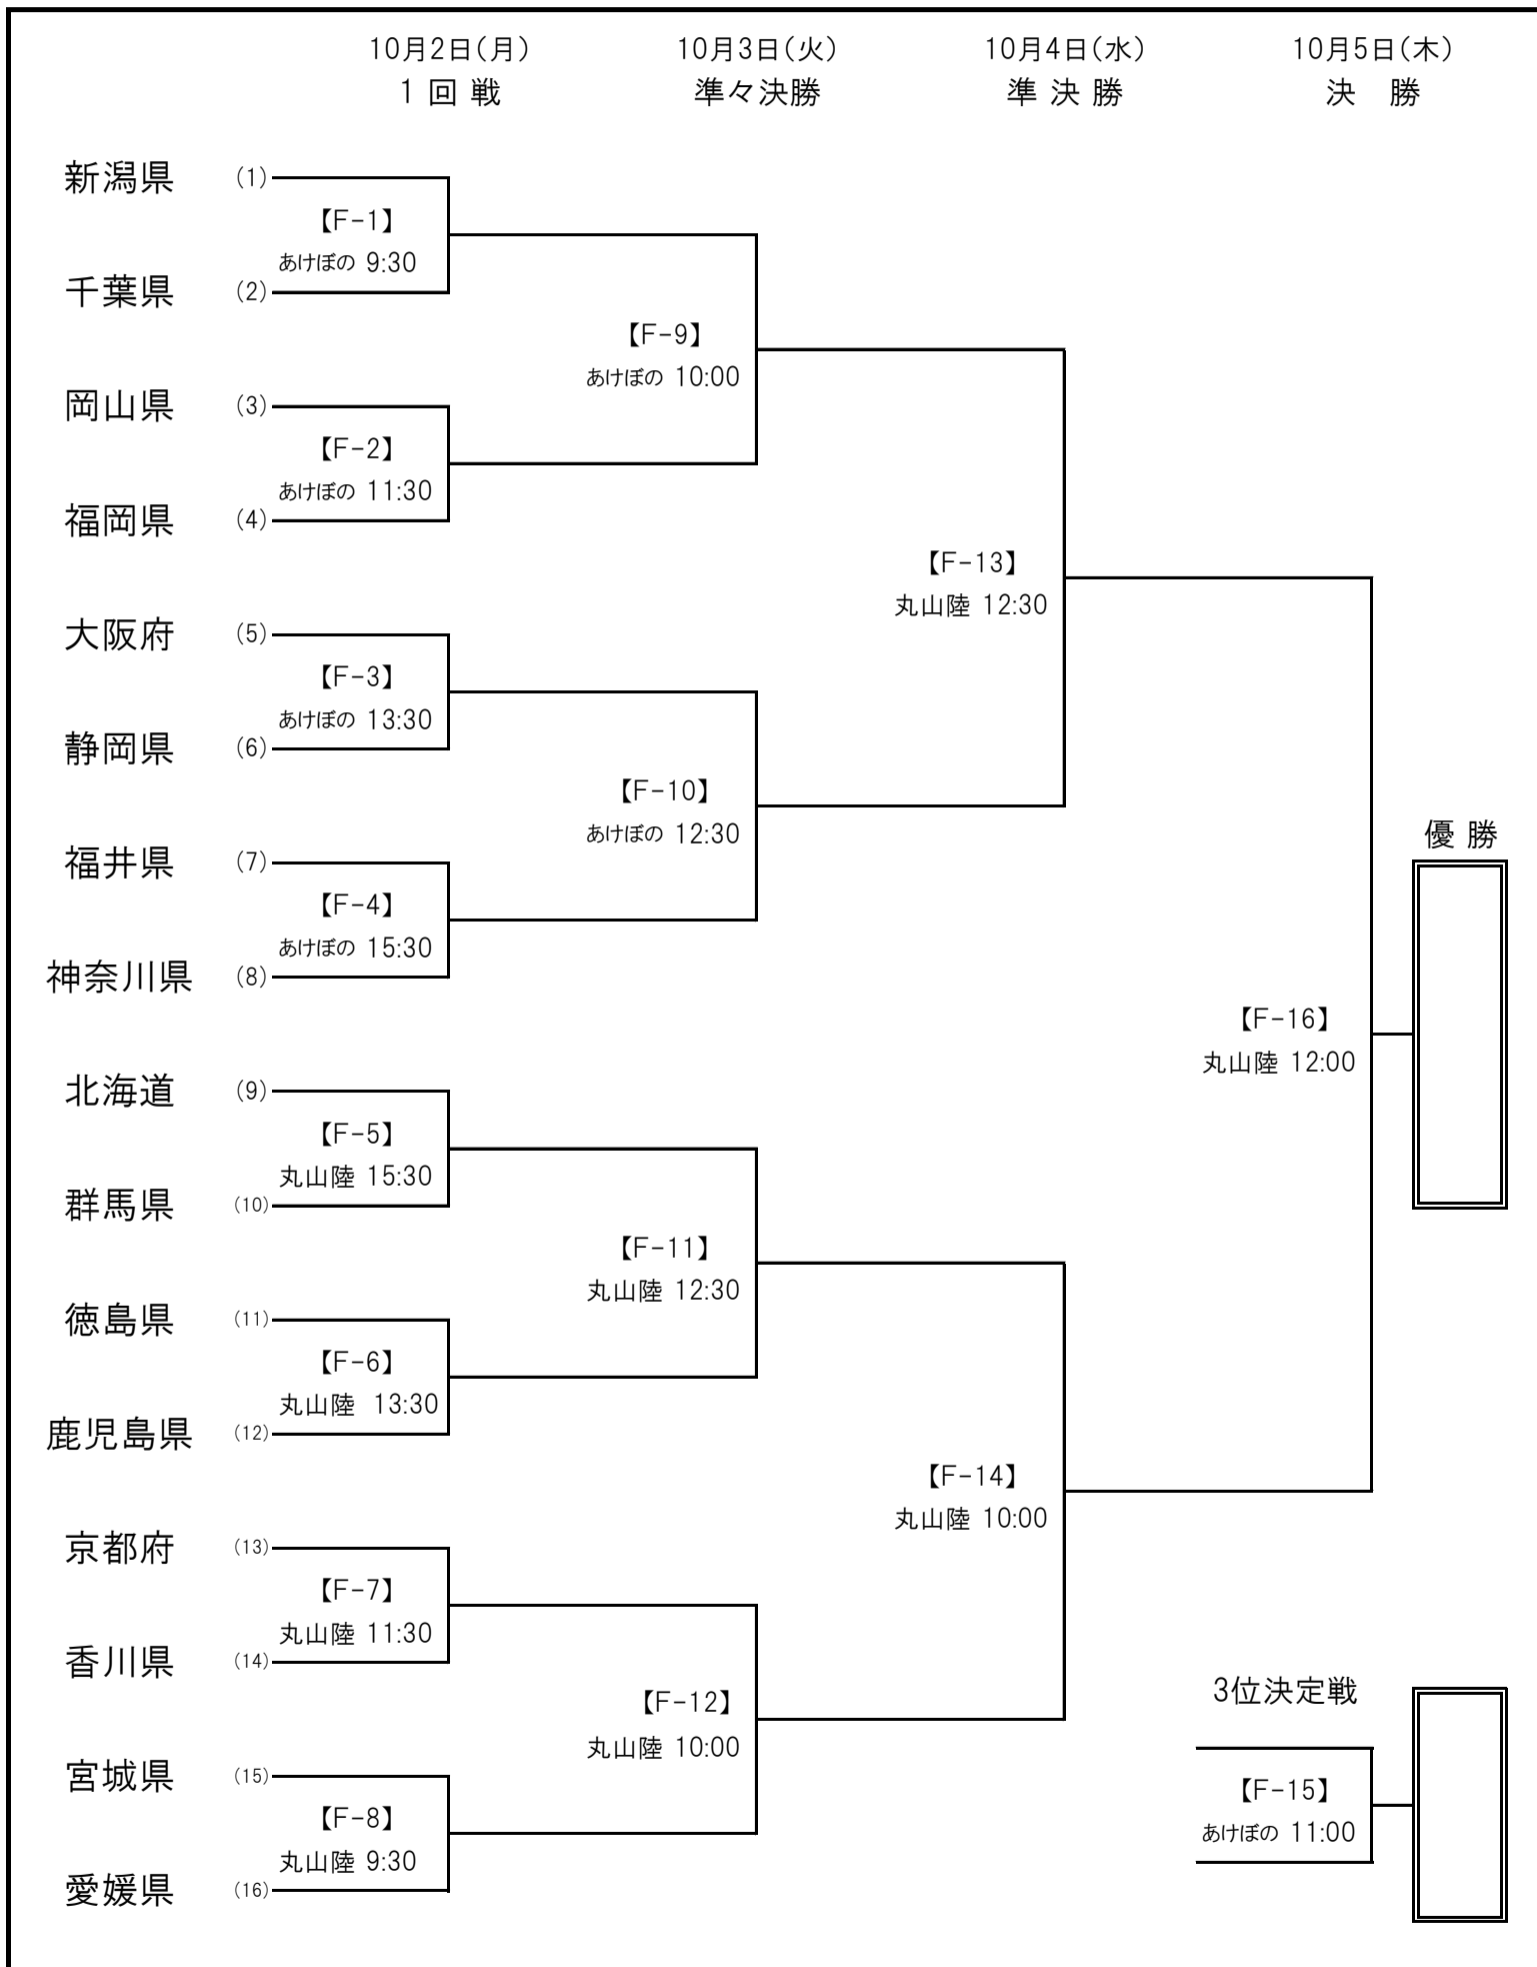 10月2日(月)
1 回 戦
10月3日(火)
準々決勝
10月4日(水)
準 決 勝
10月5日(木)
決 勝
新潟県 (1)
【F-1】
あけぼの 9:30
千葉県 (2)
【F-9】
あけぼの 10:00
岡山県 (3)
【F-2】
あけぼの 11:30
福岡県 (4)
【F-13】
丸山陸 12:30
大阪府 (5)
【F-3】
あけぼの 13:30
静岡県 (6)
【F-10】
あけぼの 12:30
優 勝
福井県 (7)
【F-4】
あけぼの 15:30
神奈川県 (8)
【F-16】
丸山陸 12:00
北海道 (9)
【F-5】
丸山陸 15:30
群馬県 (10)
【F-11】
丸山陸 12:30
徳島県 (11)
【F-6】
丸山陸 13:30
鹿児島県 (12)
【F-14】
丸山陸 10:00
京都府 (13)
【F-7】
丸山陸 11:30
香川県 (14)
【F-12】
丸山陸 10:00
3位決定戦
宮城県 (15)
【F-15】
あけぼの 11:00
【F-8】
丸山陸 9:30
愛媛県 (16)